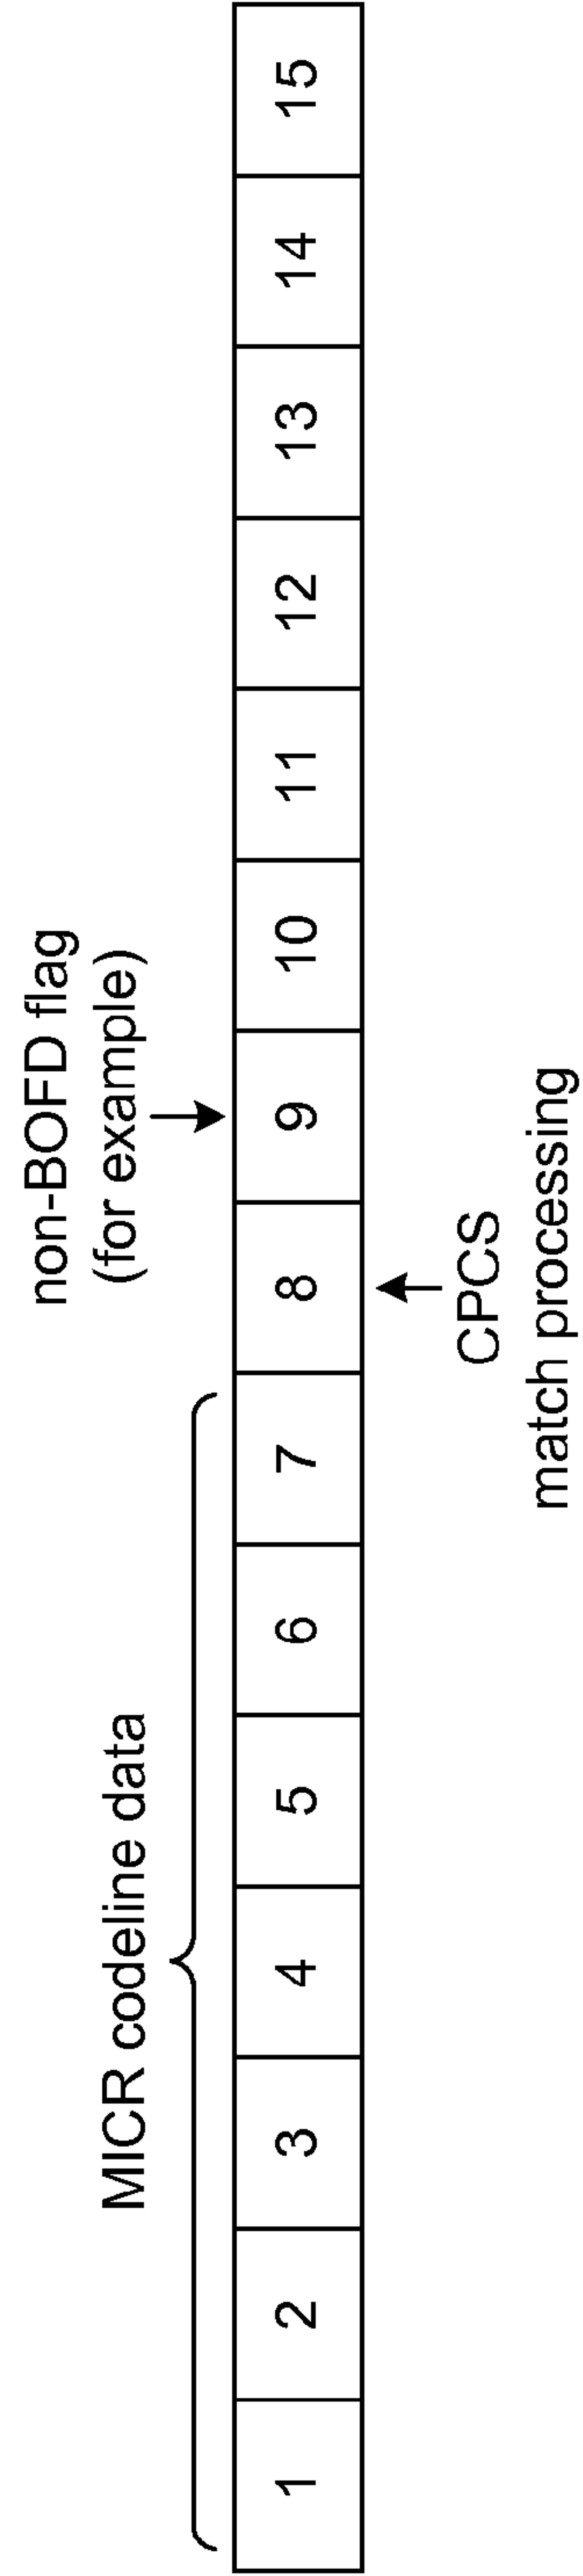 non-BOFD flag
(for example)
MICR codeline data
1 2 3 4 5 6 7 8 9 10 11 12 13 14 15
CPCS
match processing